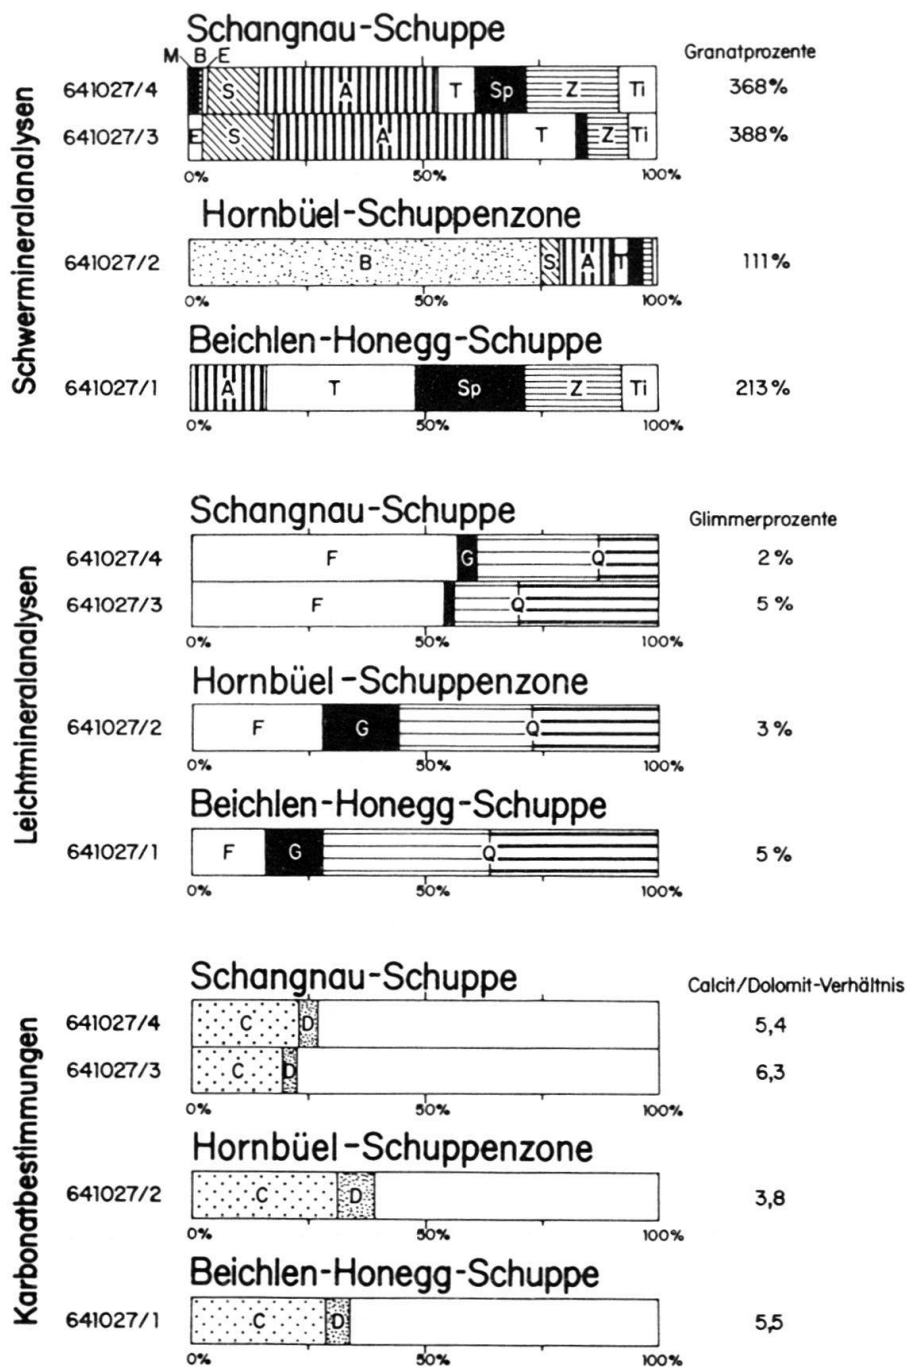 Schwermineralanalysen
Schangnau-Schuppe
Granatprozente
M B E
641027/4 S A T Sp Z Ti 368%
641027/3 E S A T Z Ti 388%
0% 50% 100%
Hornbüel-Schuppenzone
641027/2 B S A T 111%
0% 50% 100%
Beichlen-Honegg-Schuppe
641027/1 A T Sp Z Ti 213%
0% 50% 100%
Leichtmineralanalysen
Schangnau-Schuppe
Glimmerprozente
641027/4 F G Q 2%
641027/3 F Q 5%
0% 50% 100%
Hornbüel-Schuppenzone
641027/2 F G Q 3%
0% 50% 100%
Beichlen-Honegg-Schuppe
641027/1 F G Q 5%
0% 50% 100%
Karbonatbestimmungen
Schangnau-Schuppe
Calcit/Dolomit-Verhältnis
641027/4 C D 5,4
641027/3 C D 6,3
0% 50% 100%
Hornbüel-Schuppenzone
641027/2 C D 3,8
0% 50% 100%
Beichlen-Honegg-Schuppe
641027/1 C D 5,5
0% 50% 100%